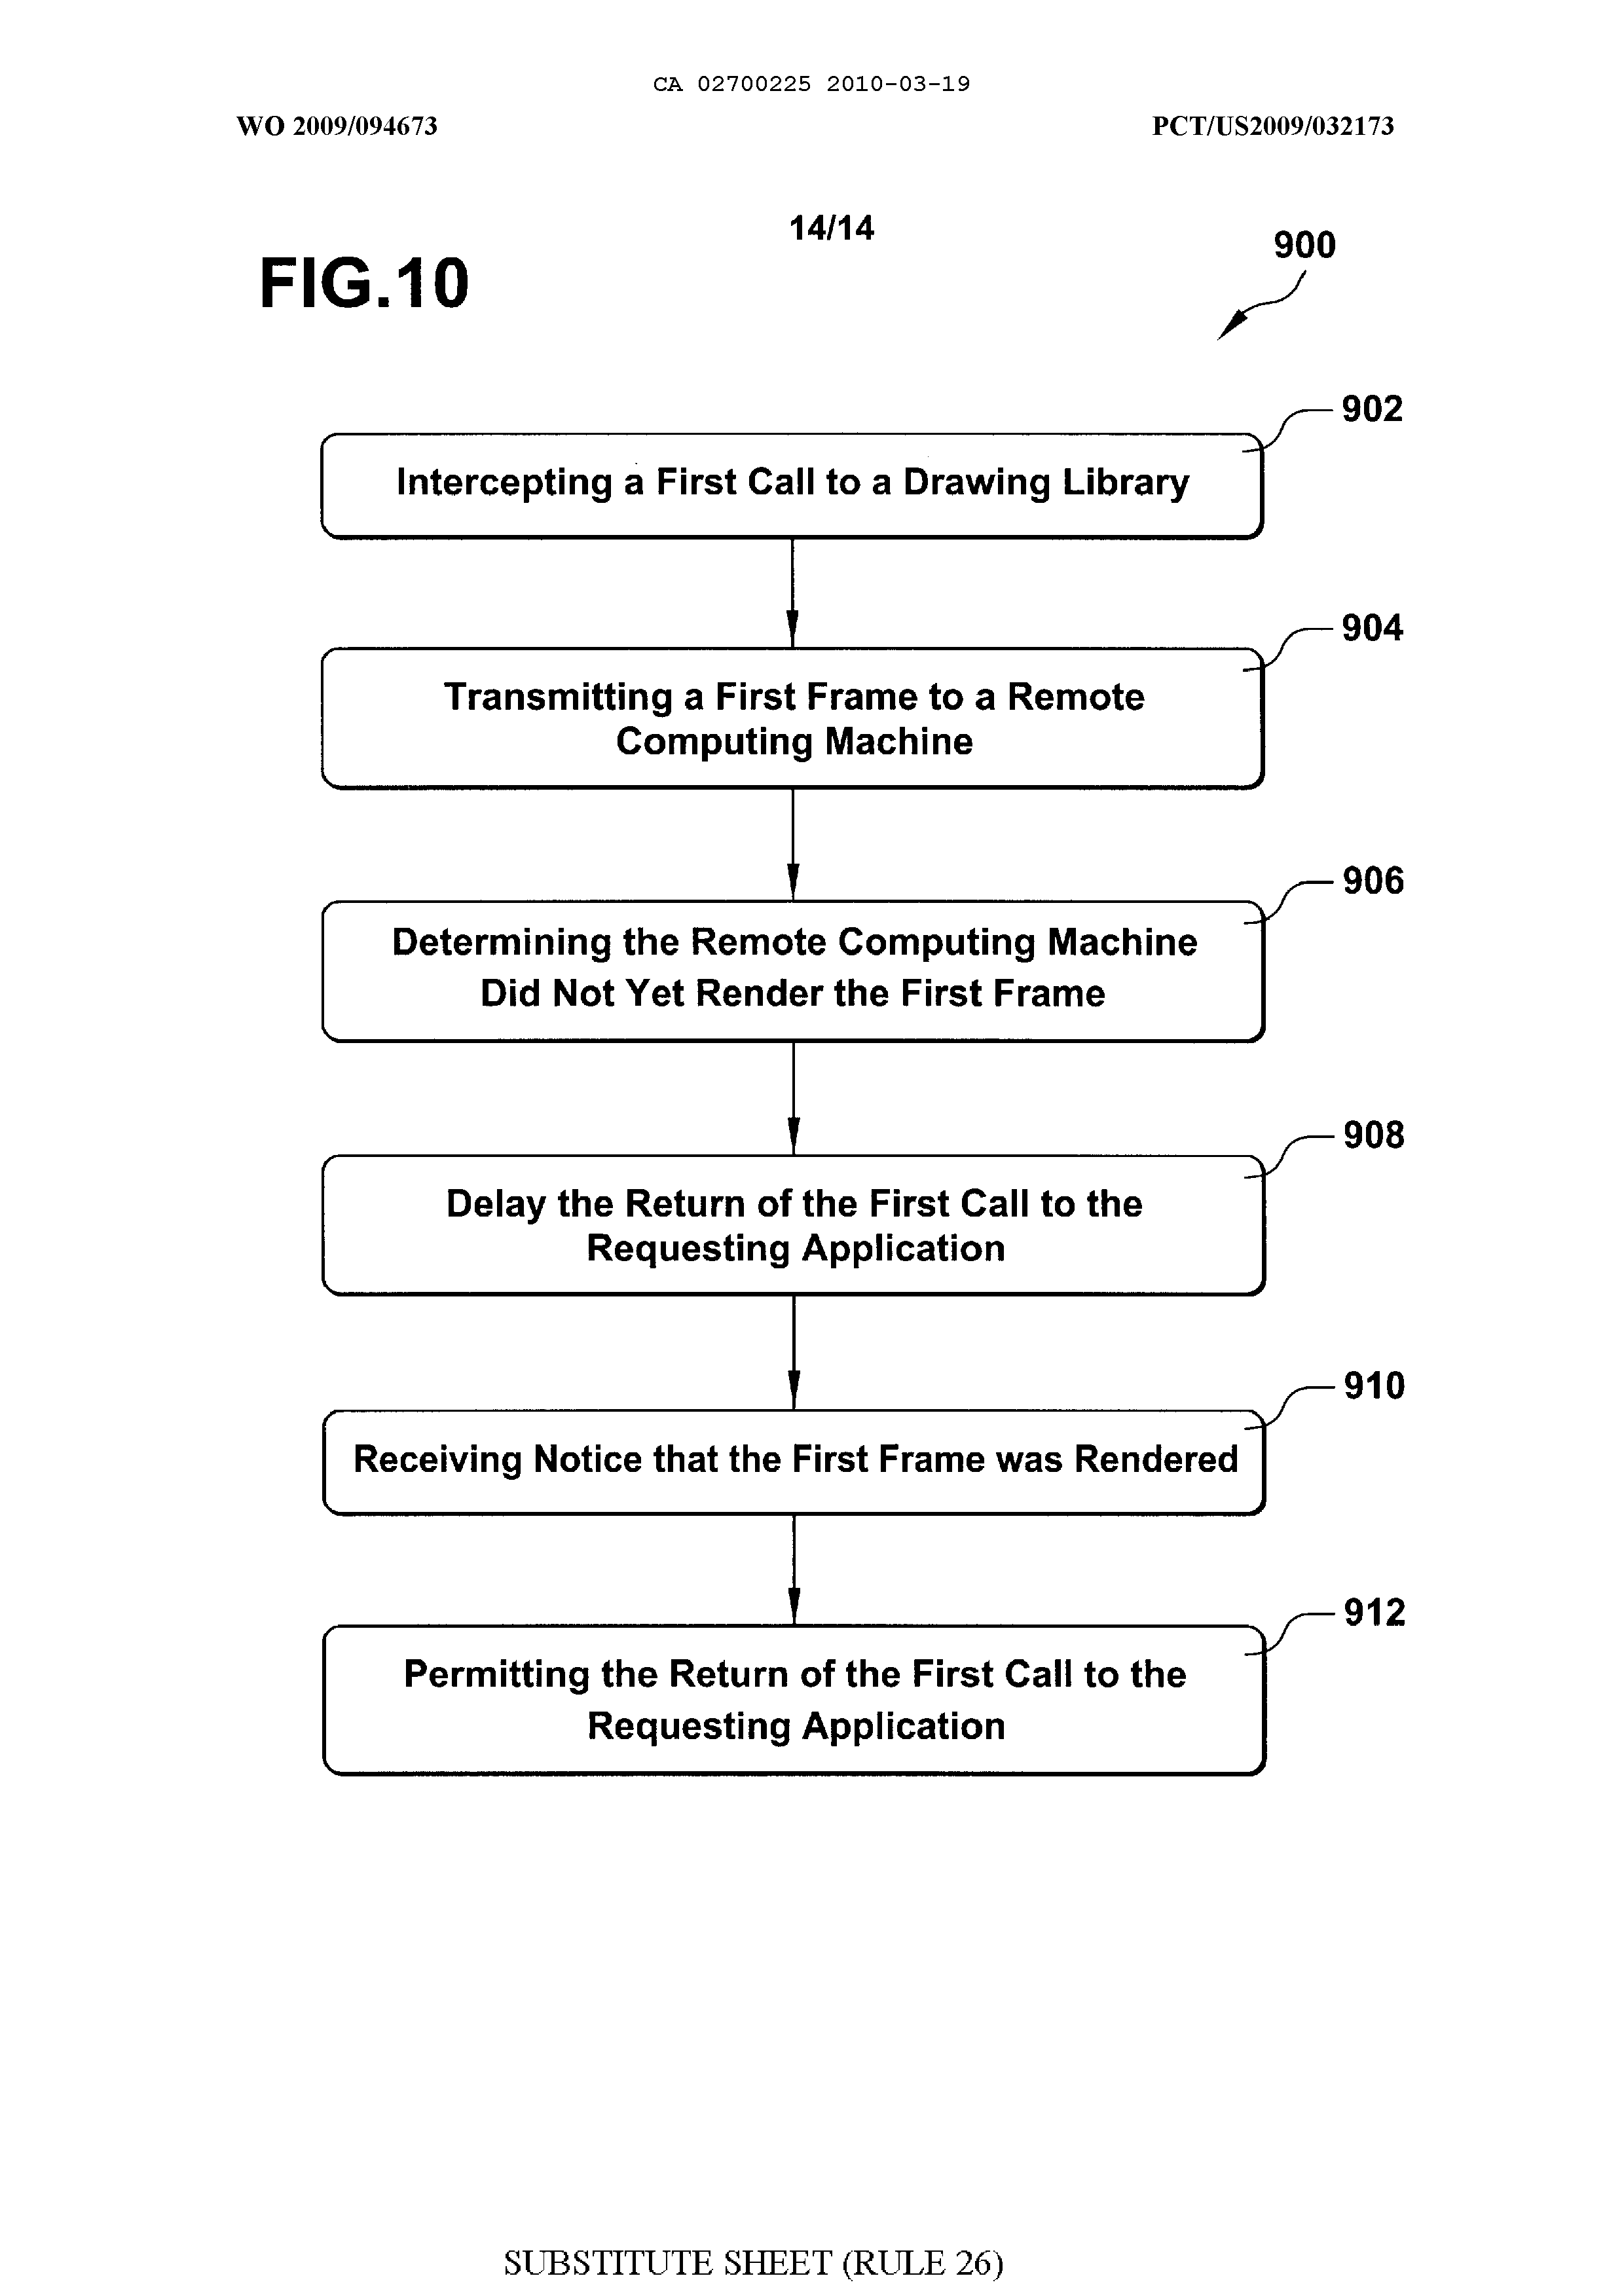 CA 02700225 2010-03-19
WO 2009/094673
PCT/US2009/032173
14/14
FIG.10
900
902
Intercepting a First Call to a Drawing Library
904
Transmitting a First Frame to a Remote
Computing Machine
906
Determining the Remote Computing Machine
Did Not Yet Render the First Frame
908
Delay the Return of the First Call to the
Requesting Application
910
Receiving Notice that the First Frame was Rendered
912
Permitting the Return of the First Call to the
Requesting Application
SUBSTITUTE SHEET (RULE 26)